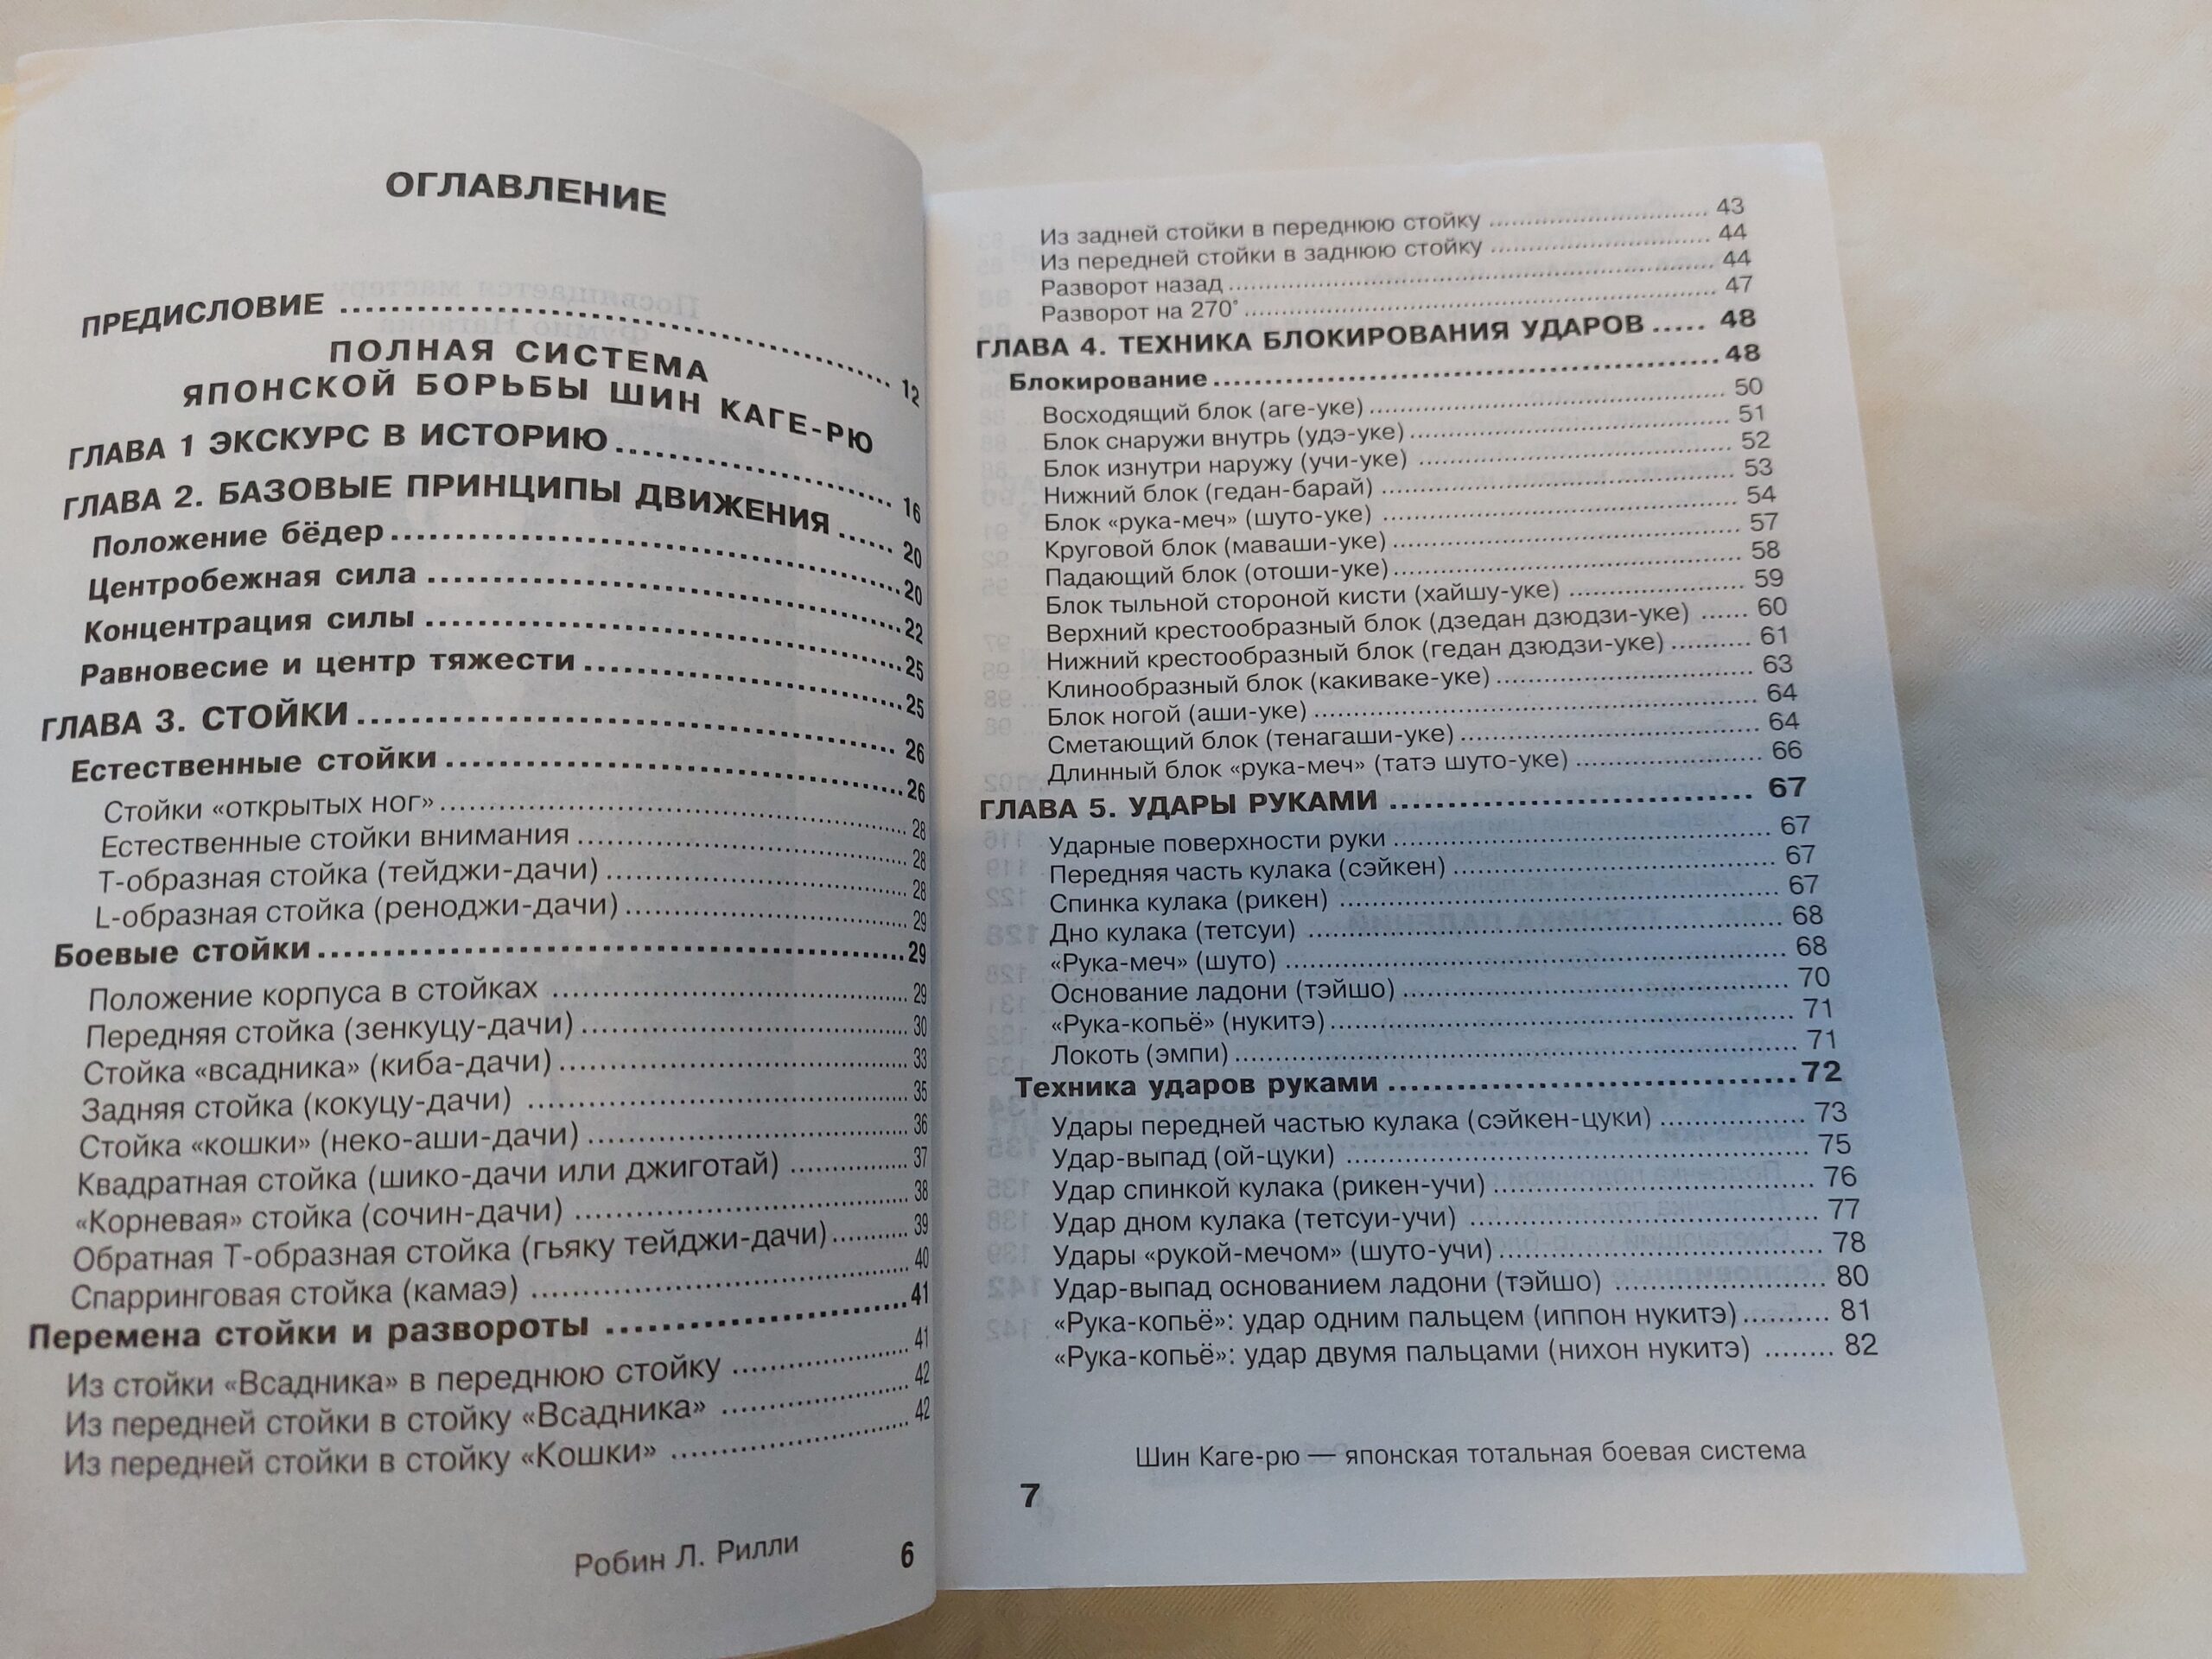 ОГЛАВЛЕНИЕ
ПРЕДИСЛОВИЕ ..... 12
ПОЛНАЯ СИСТЕМА
ЯПОНСКОЙ БОРЬБЫ ШИН КАГЕ-РЮ
ГЛАВА 1 ЭКСКУРС В ИСТОРИЮ ..... 16
ГЛАВА 2. БАЗОВЫЕ ПРИНЦИПЫ ДВИЖЕНИЯ ..... 20
Положение бёдер ..... 20
Центробежная сила ..... 22
Концентрация силы ..... 25
Равновесие и центр тяжести ..... 25
ГЛАВА 3. СТОЙКИ ..... 26
Естественные стойки ..... 26
Стойки «открытых ног» ..... 28
Естественные стойки внимания ..... 28
Т-образная стойка (тейджи-дачи) ..... 28
L-образная стойка (реноджи-дачи) ..... 29
Боевые стойки ..... 29
Положение корпуса в стойках ..... 29
Передняя стойка (зенкуцу-дачи) ..... 30
Стойка «всадника» (киба-дачи) ..... 33
Задняя стойка (кокуцу-дачи) ..... 35
Стойка «кошки» (неко-аши-дачи) ..... 36
Квадратная стойка (шико-дачи или джиготай) ..... 37
«Корневая» стойка (сочин-дачи) ..... 38
Обратная Т-образная стойка (гьяку тейджи-дачи) ..... 39
Спарринговая стойка (камаэ) ..... 40
Перемена стойки и развороты ..... 41
Из стойки «Всадника» в переднюю стойку ..... 41
Из передней стойки в стойку «Всадника» ..... 42
Из передней стойки в стойку «Кошки» ..... 42
Робин Л. Рилли 6
Из задней стойки в переднюю стойку ..... 43
Из передней стойки в заднюю стойку ..... 44
Разворот назад ..... 44
Разворот на 270° ..... 47
ГЛАВА 4. ТЕХНИКА БЛОКИРОВАНИЯ УДАРОВ ..... 48
Блокирование ..... 48
Восходящий блок (аге-уке) ..... 50
Блок снаружи внутрь (удэ-уке) ..... 51
Блок изнутри наружу (учи-уке) ..... 52
Нижний блок (гедан-барай) ..... 53
Блок «рука-меч» (шуто-уке) ..... 54
Круговой блок (маваши-уке) ..... 57
Падающий блок (отоши-уке) ..... 58
Блок тыльной стороной кисти (хайшу-уке) ..... 59
Верхний крестообразный блок (дзедан дзюдзи-уке) ..... 60
Нижний крестообразный блок (гедан дзюдзи-уке) ..... 61
Клинообразный блок (какиваке-уке) ..... 63
Блок ногой (аши-уке) ..... 64
Сметающий блок (тенагаши-уке) ..... 64
Длинный блок «рука-меч» (татэ шуто-уке) ..... 66
ГЛАВА 5. УДАРЫ РУКАМИ ..... 67
Ударные поверхности руки ..... 67
Передняя часть кулака (сэйкен) ..... 67
Спинка кулака (рикен) ..... 67
Дно кулака (тетсуи) ..... 68
«Рука-меч» (шуто) ..... 68
Основание ладони (тэйшо) ..... 70
«Рука-копьё» (нукитэ) ..... 71
Локоть (эмпи) ..... 71
Техника ударов руками ..... 72
Удары передней частью кулака (сэйкен-цуки) ..... 73
Удар-выпад (ой-цуки) ..... 75
Удар спинкой кулака (рикен-учи) ..... 76
Удар дном кулака (тетсуи-учи) ..... 77
Удары «рукой-мечом» (шуто-учи) ..... 78
Удар-выпад основанием ладони (тэйшо) ..... 80
«Рука-копьё»: удар одним пальцем (иппон нукитэ) ..... 81
«Рука-копьё»: удар двумя пальцами (нихон нукитэ) ..... 82
Шин Каге-рю — японская тотальная боевая система
7